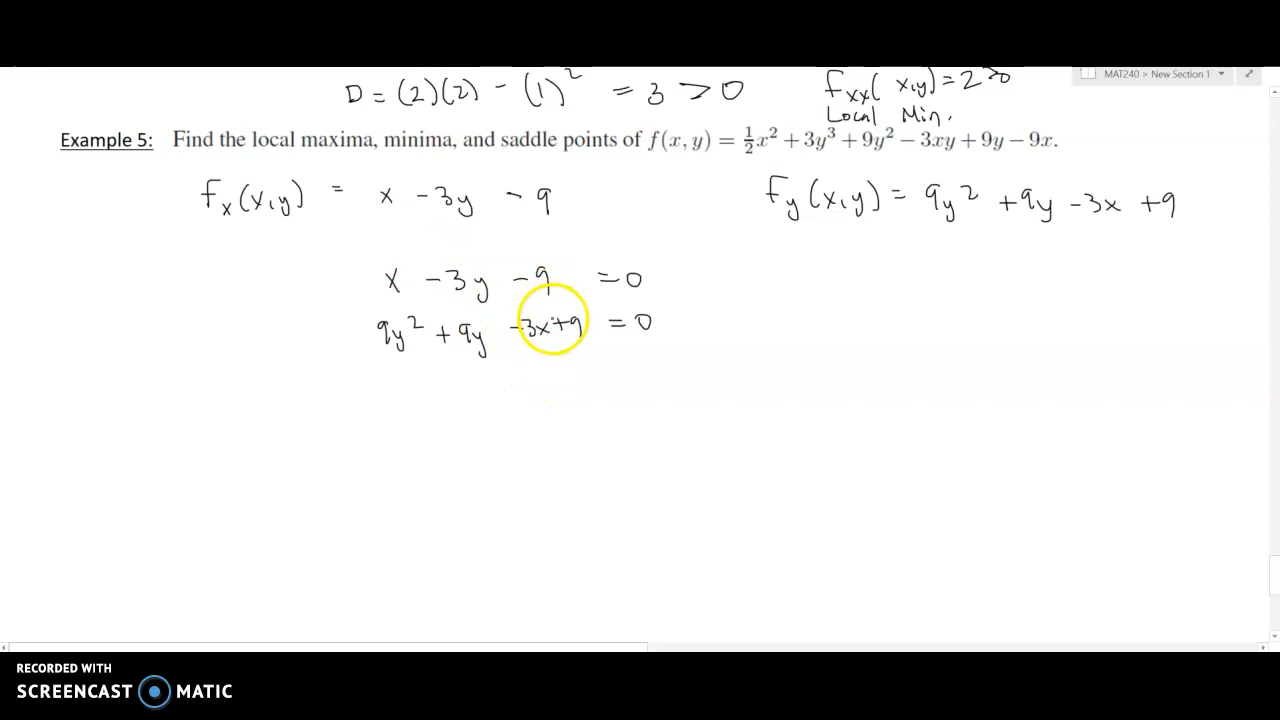 D = (2)(2) - (1)² = 3 > 0
fxx(x,y) = 2 > 0
Local Min.
MAT240 > New Section 1
Example 5: Find the local maxima, minima, and saddle points of f(x, y) = ½x² + 3y³ + 9y² − 3xy + 9y − 9x.
fx(x,y) = x - 3y - 9
fy(x,y) = 9y² + 9y - 3x + 9
x - 3y - 9 = 0
9y² + 9y - 3x + 9 = 0
RECORDED WITH
SCREENCAST MATIC